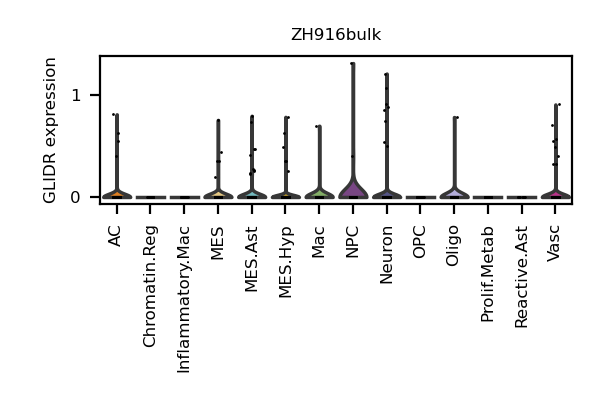 ZH916bulk
GLIDR expression
1
0
AC
Chromatin.Reg
Inflammatory.Mac
MES
MES.Ast
MES.Hyp
Mac
NPC
Neuron
OPC
Oligo
Prolif.Metab
Reactive.Ast
Vasc